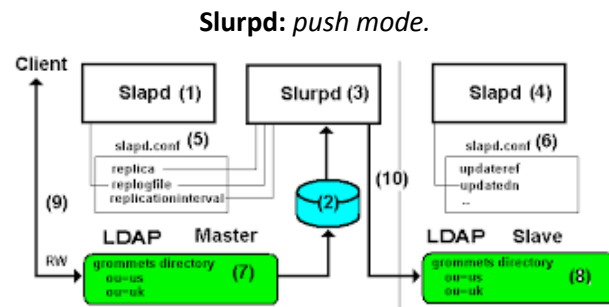 Slurpd: push mode.
Client
Slapd (1)
Slurpd (3)
Slapd (4)
slapd.conf (5)
replica
replogfile
replicationinterval
slapd.conf (6)
updateref
updatedn
..
(9)
(2)
(10)
LDAP Master
LDAP Slave
RW
grommets directory
ou=us
ou=uk
(7)
grommets directory
ou=us
ou=uk
(8)